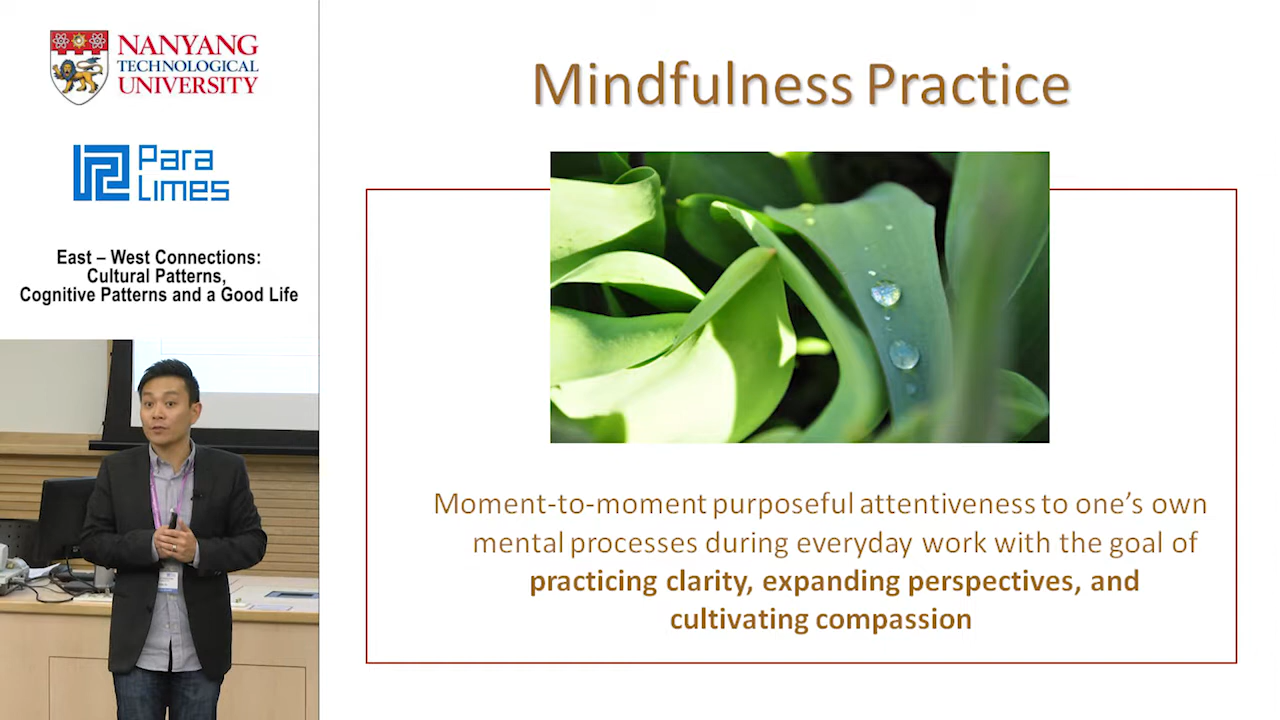 NANYANG
TECHNOLOGICAL
UNIVERSITY
Para
Limes
East – West Connections:
Cultural Patterns,
Cognitive Patterns and a Good Life
Mindfulness Practice
Moment-to-moment purposeful attentiveness to one’s own
mental processes during everyday work with the goal of
practicing clarity, expanding perspectives, and
cultivating compassion